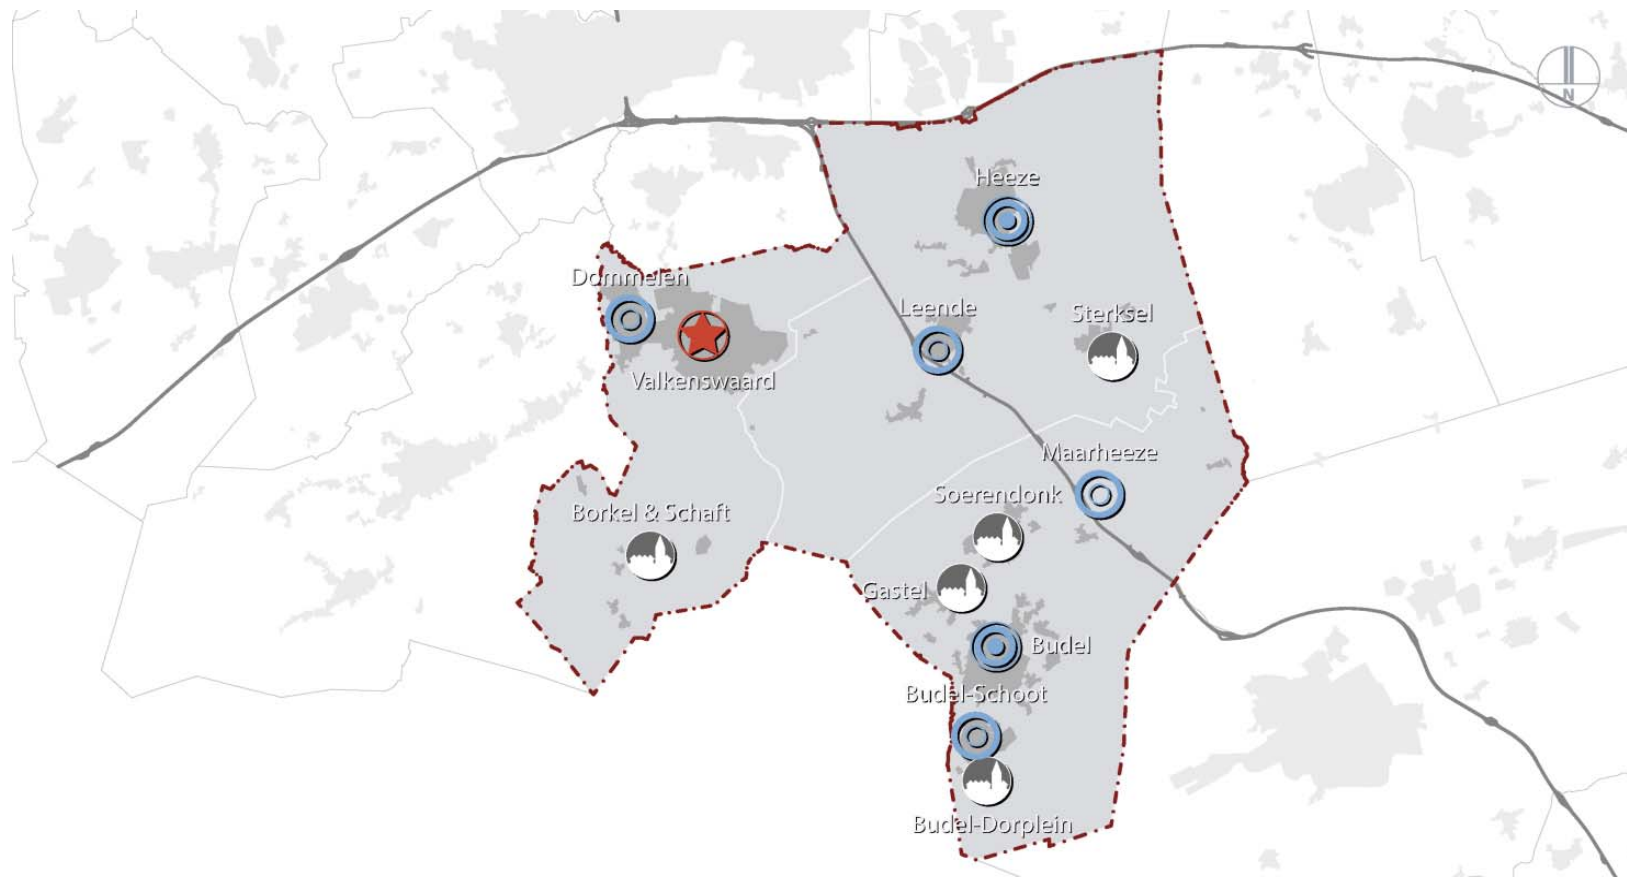 N
Heeze
Dommelen
Leende
Sterksel
Valkenswaard
Maarheeze
Soerendonk
Borkel & Schaft
Gastel
Budel
Budel-Schoot
Budel-Dorplein